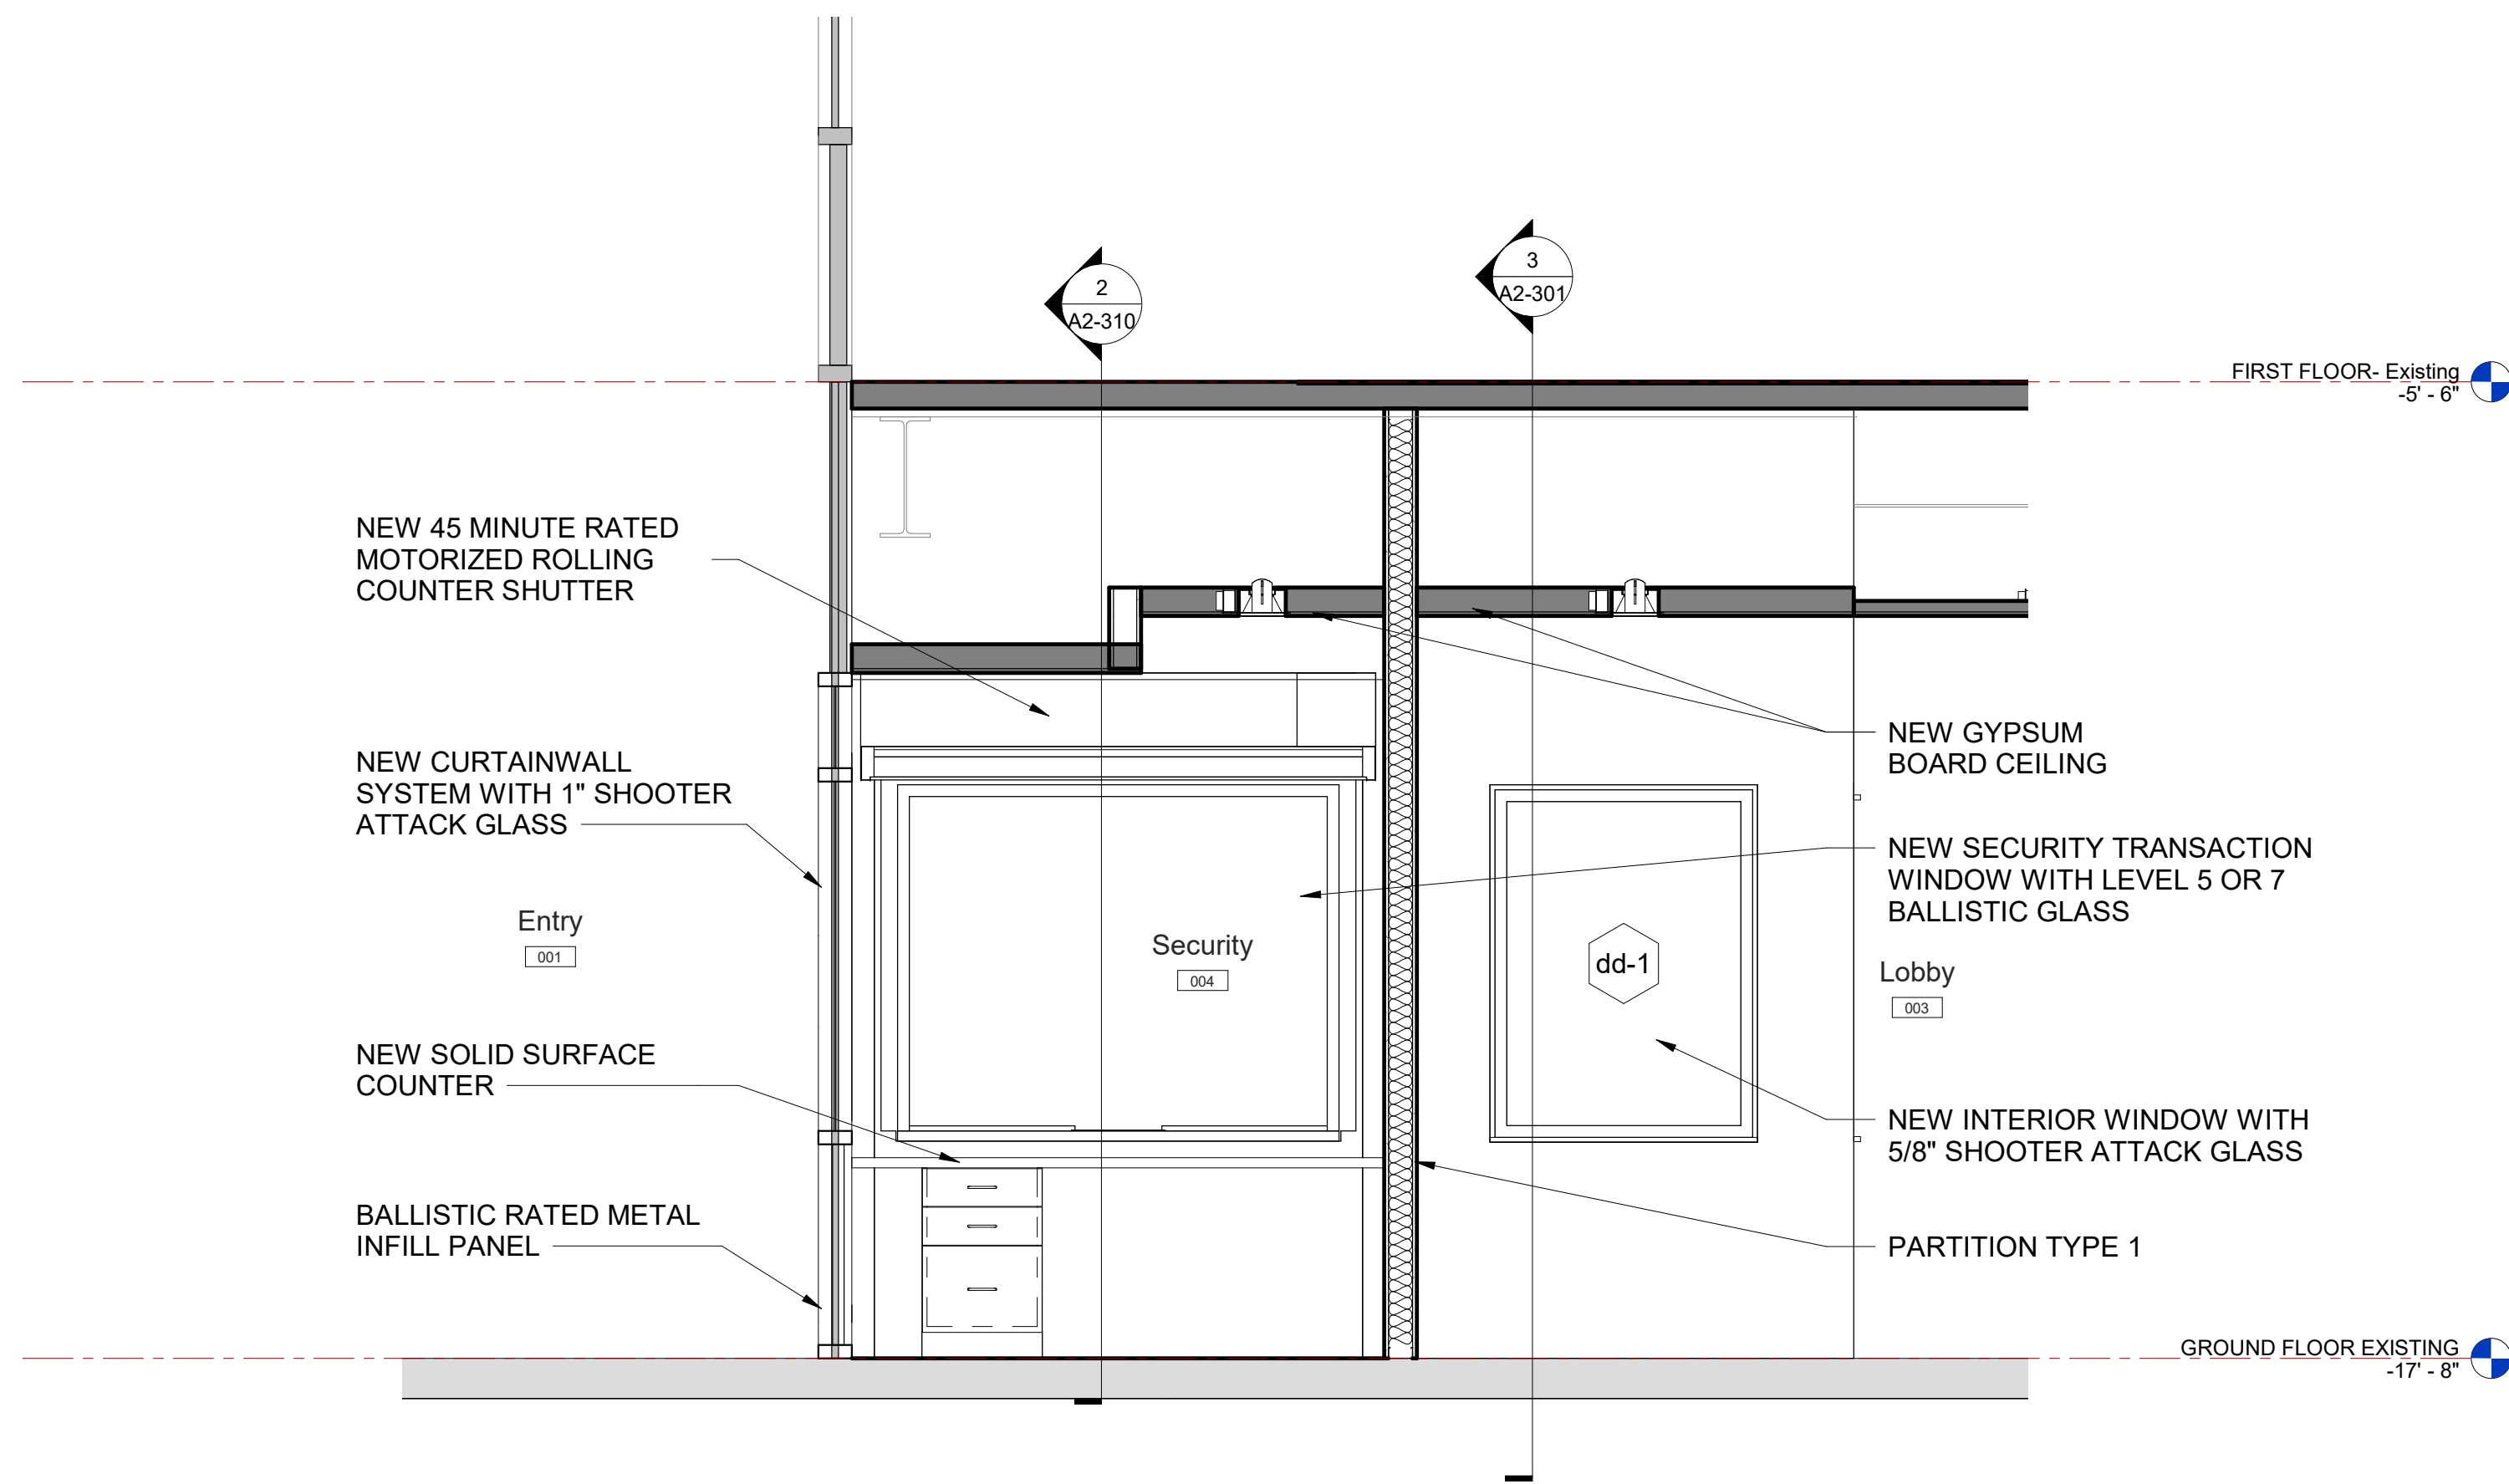 2
A2-310
3
A2-301
FIRST FLOOR- Existing
-5' - 6"
NEW 45 MINUTE RATED
MOTORIZED ROLLING
COUNTER SHUTTER
NEW GYPSUM
BOARD CEILING
NEW CURTAINWALL
SYSTEM WITH 1" SHOOTER
ATTACK GLASS
NEW SECURITY TRANSACTION
WINDOW WITH LEVEL 5 OR 7
BALLISTIC GLASS
Entry
001
Security
004
dd-1
Lobby
003
NEW SOLID SURFACE
COUNTER
NEW INTERIOR WINDOW WITH
5/8" SHOOTER ATTACK GLASS
BALLISTIC RATED METAL
INFILL PANEL
PARTITION TYPE 1
GROUND FLOOR EXISTING
-17' - 8"